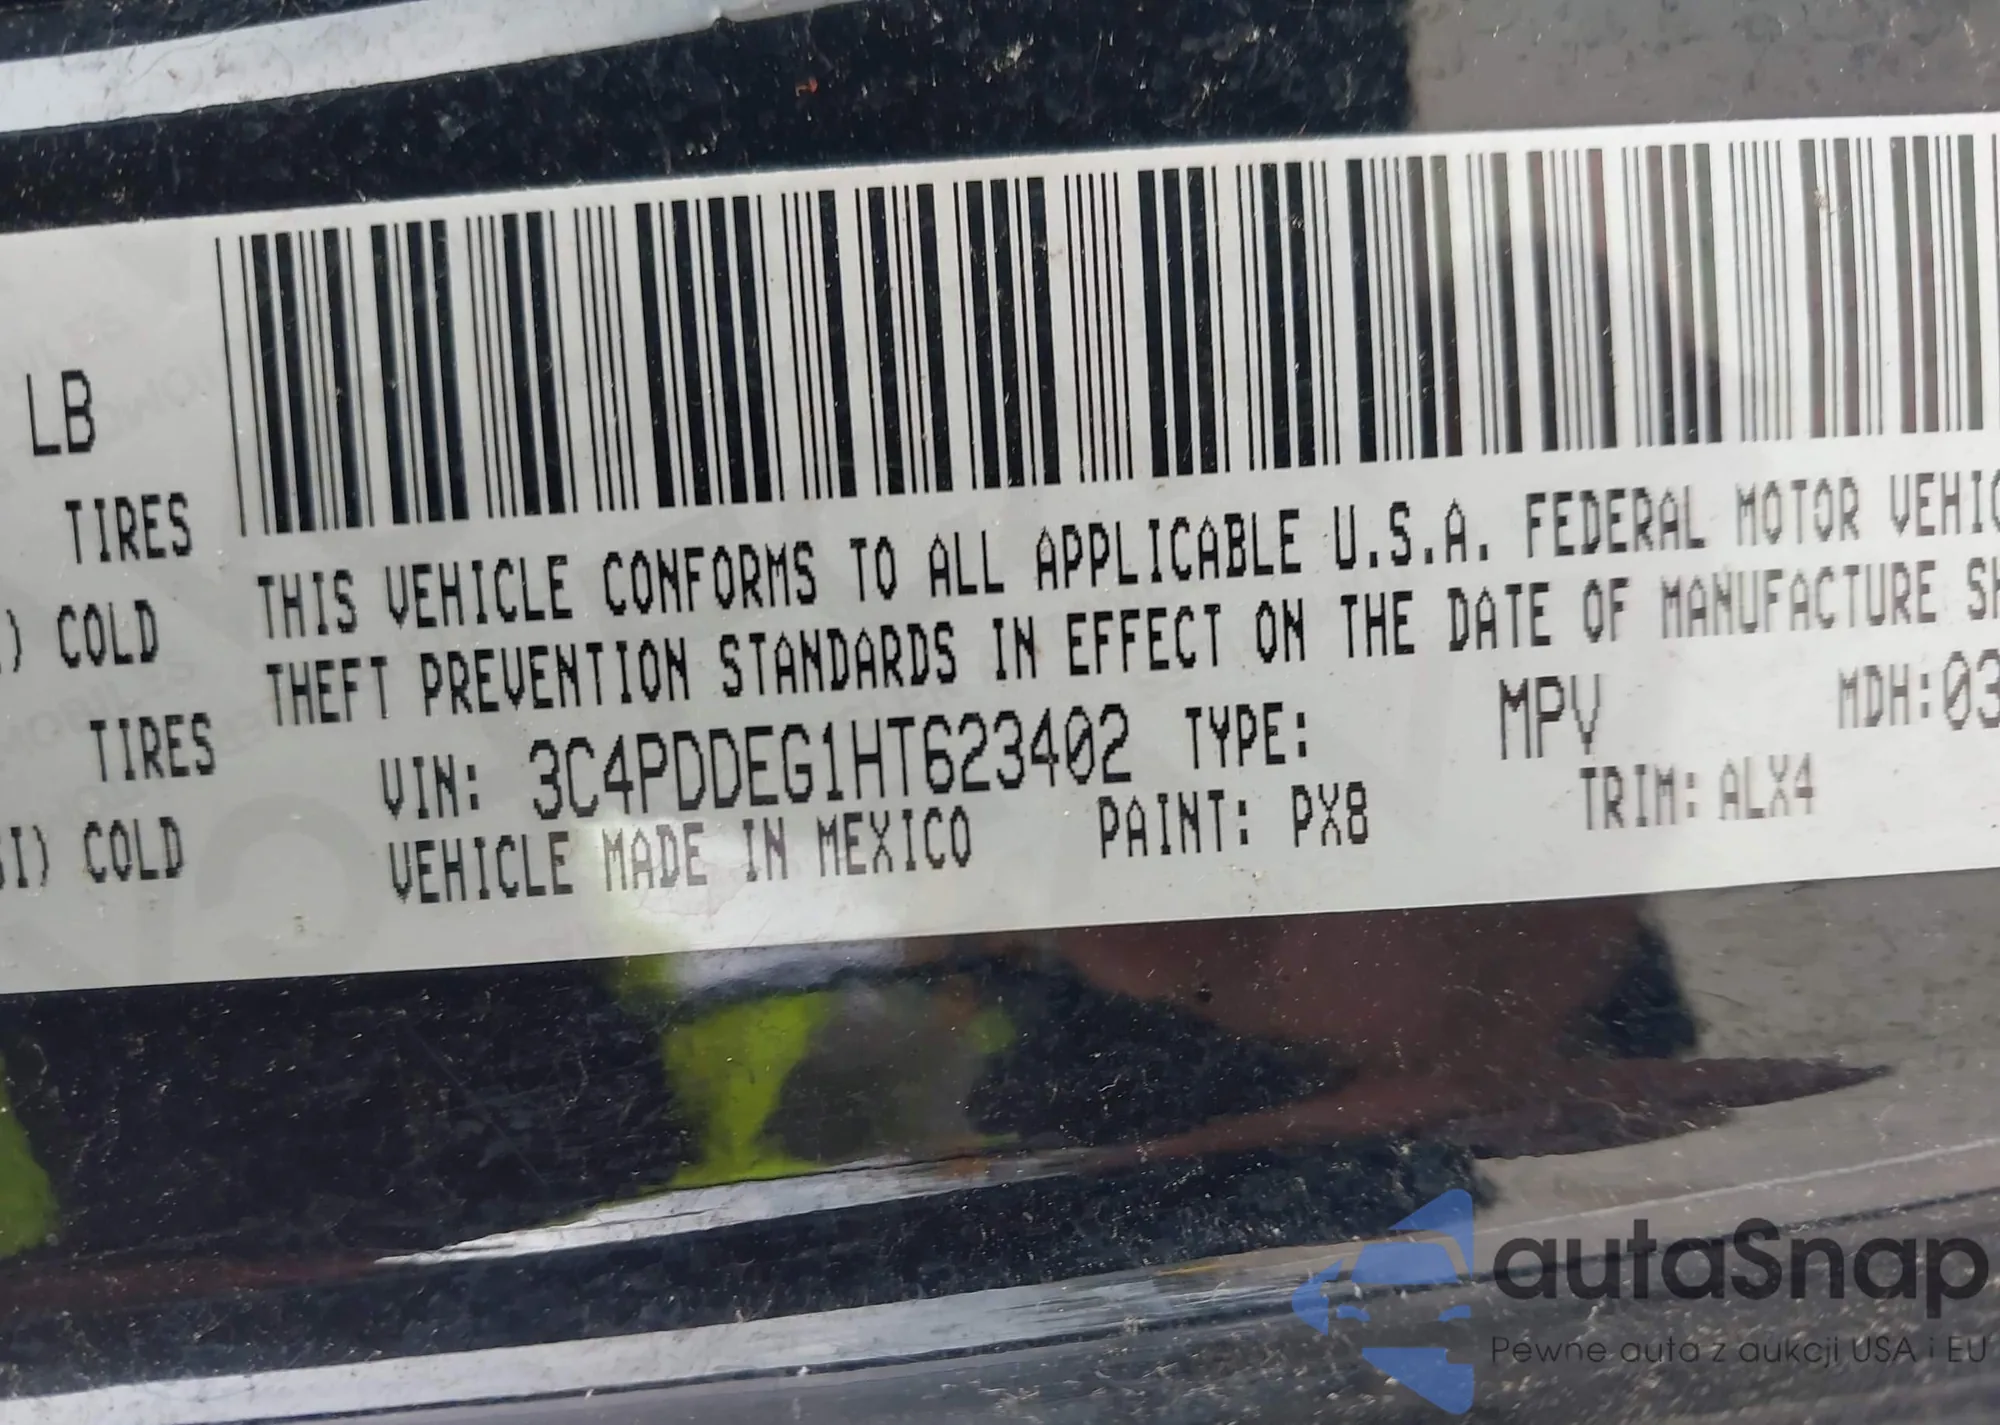 LB
TIRES
) COLD
TIRES
SI) COLD
THIS VEHICLE CONFORMS TO ALL APPLICABLE U.S.A. FEDERAL MOTOR VEHIC
THEFT PREVENTION STANDARDS IN EFFECT ON THE DATE OF MANUFACTURE SH
VIN: 3C4PDDEG1HT623402 TYPE: MPV MDH:03
VEHICLE MADE IN MEXICO PAINT: PX8 TRIM: ALX4
autaSnap
Pewne auta z aukcji USA i EU